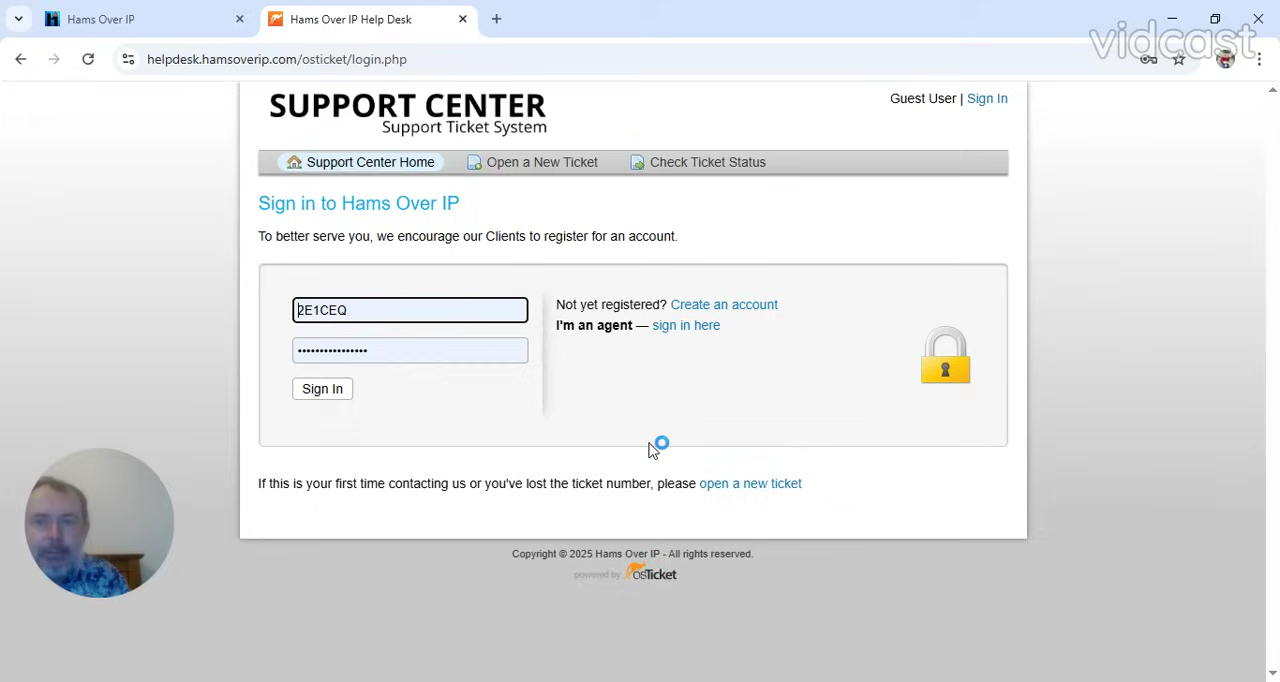 Hams Over IP
Hams Over IP Help Desk
vidcast
helpdesk.hamsoverip.com/osticket/login.php
SUPPORT CENTER
Support Ticket System
Guest User | Sign In
Support Center Home
Open a New Ticket
Check Ticket Status
Sign in to Hams Over IP
To better serve you, we encourage our Clients to register for an account.
2E1CEQ
••••••••••••••••
Sign In
Not yet registered? Create an account
I'm an agent — sign in here
If this is your first time contacting us or you've lost the ticket number, please open a new ticket
Copyright © 2025 Hams Over IP - All rights reserved.
powered by osTicket